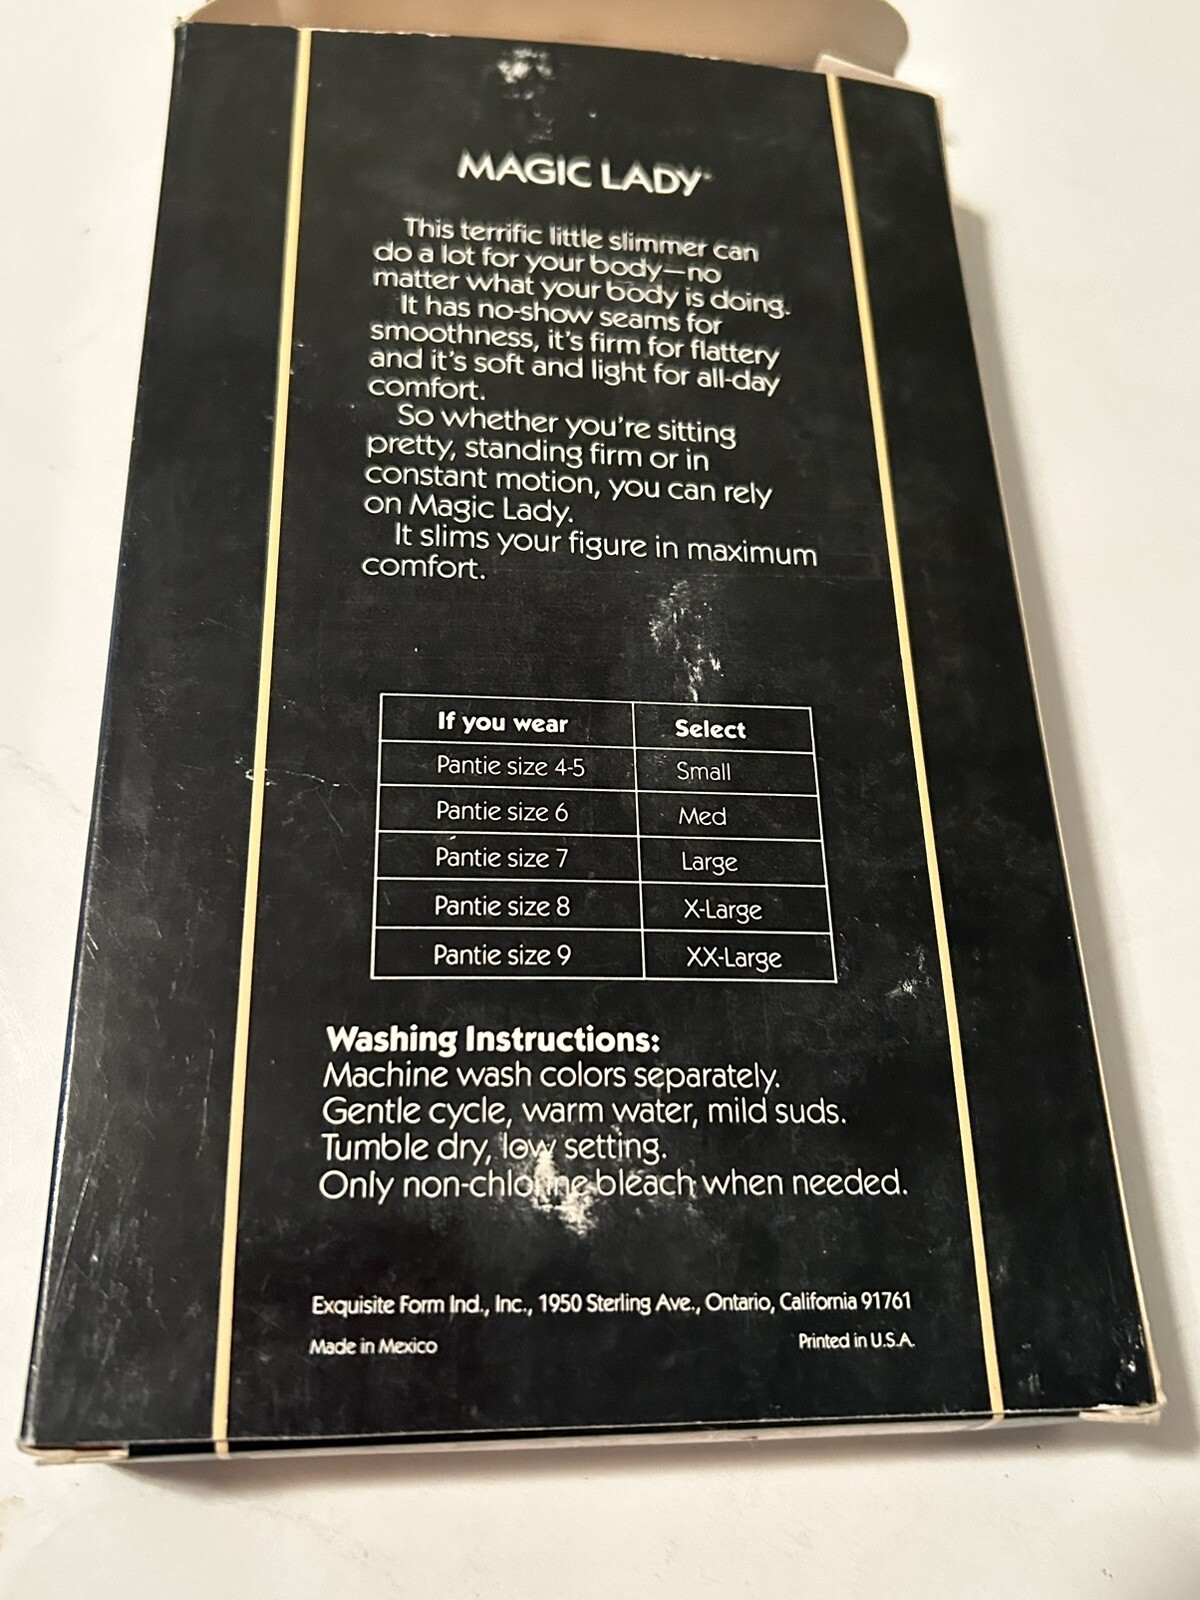 MAGIC LADY®
This terrific little slimmer can
do a lot for your body—no
matter what your body is doing.
It has no-show seams for
smoothness, it's firm for flattery
and it's soft and light for all-day
comfort.
So whether you're sitting
pretty, standing firm or in
constant motion, you can rely
on Magic Lady.
It slims your figure in maximum
comfort.
If you wear Select
Pantie size 4-5 Small
Pantie size 6 Med
Pantie size 7 Large
Pantie size 8 X-Large
Pantie size 9 XX-Large
Washing Instructions:
Machine wash colors separately.
Gentle cycle, warm water, mild suds.
Tumble dry, low setting.
Only non-chlorine bleach when needed.
Exquisite Form Ind., Inc., 1950 Sterling Ave., Ontario, California 91761
Made in Mexico Printed in U.S.A.